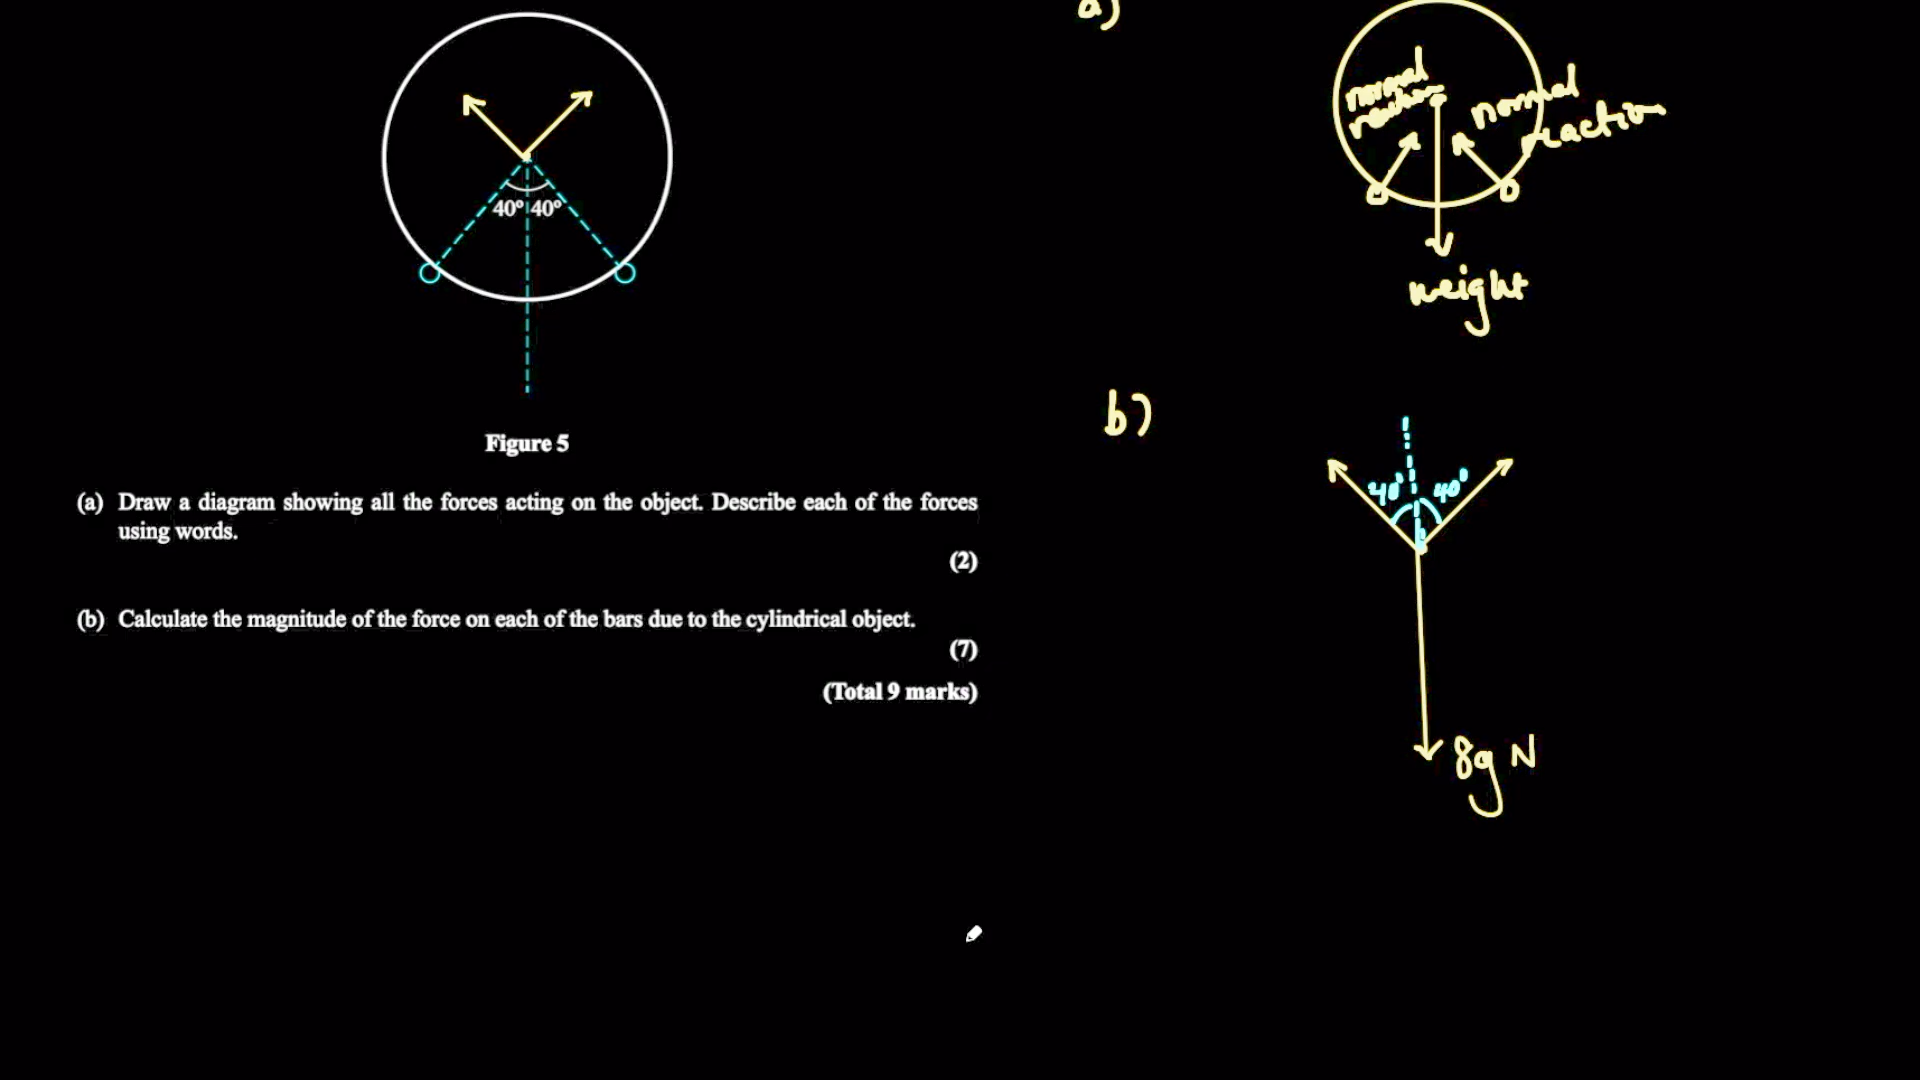 a)
normal
reaction
normal
reaction
40° 40°
weight
b)
Figure 5
40° 40°
(a) Draw a diagram showing all the forces acting on the object. Describe each of the forces
using words.
(2)
(b) Calculate the magnitude of the force on each of the bars due to the cylindrical object.
(7)
(Total 9 marks)
8g N